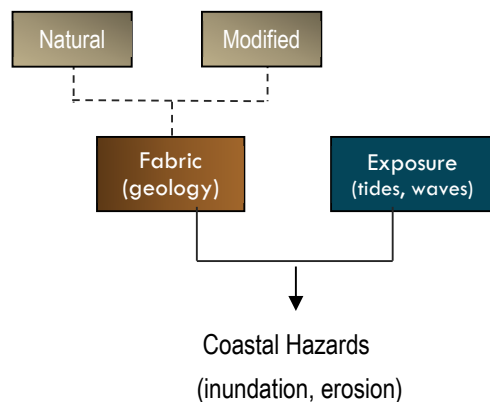 Natural
Modified
Fabric
(geology)
Exposure
(tides, waves)
Coastal Hazards
(inundation, erosion)